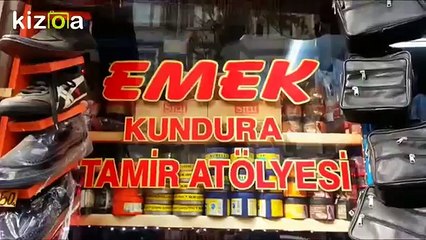 kizoa
EMEK
KUNDURA
TAMİR ATÖLYESİ